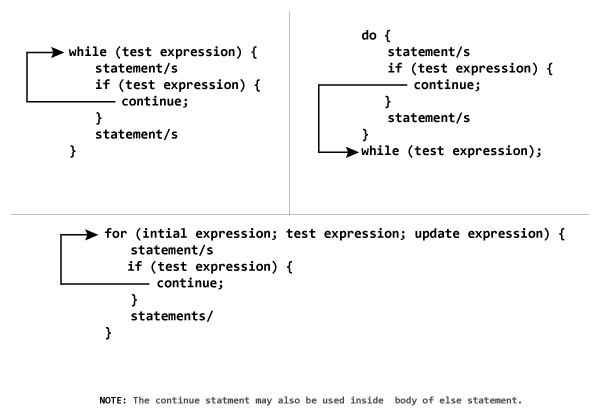 while (test expression) {
statement/s
if (test expression) {
continue;
}
statement/s
}
do {
statement/s
if (test expression) {
continue;
}
statement/s
}
while (test expression);
for (intial expression; test expression; update expression) {
statement/s
if (test expression) {
continue;
}
statements/
}
NOTE: The continue statment may also be used inside body of else statement.